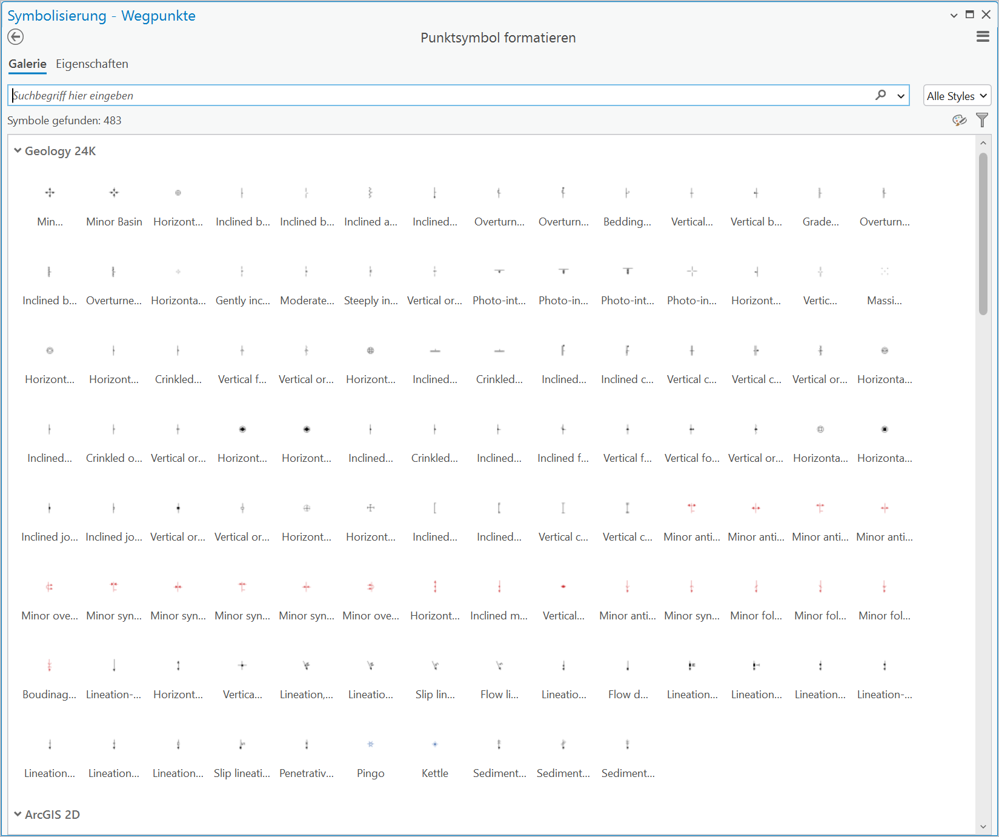 Symbolisierung - Wegpunkte
Punktsymbol formatieren
Galerie Eigenschaften
Suchbegriff hier eingeben
Alle Styles
Symbole gefunden: 483
Geology 24K
Min... Minor Basin Horizont... Inclined b... Inclined b... Inclined a... Inclined... Overturn... Overturn... Bedding... Vertical... Vertical b... Grade... Overturn...
Inclined b... Overturne... Horizonta... Gently inc... Moderate... Steeply in... Vertical or... Photo-int... Photo-in... Photo-int... Photo-in... Horizont... Vertic... Massi...
Horizont... Horizont... Crinkled... Vertical f... Vertical or... Horizont... Inclined... Crinkled... Inclined... Inclined c... Vertical c... Vertical c... Vertical or... Horizonta...
Inclined... Crinkled o... Vertical or... Horizont... Horizont... Inclined... Crinkled... Inclined... Inclined f... Vertical f... Vertical fo... Vertical or... Horizonta... Horizonta...
Inclined jo... Inclined jo... Vertical or... Vertical or... Horizont... Horizont... Inclined... Inclined... Vertical c... Vertical c... Minor anti... Minor anti... Minor anti... Minor anti...
Minor ove... Minor syn... Minor syn... Minor syn... Minor syn... Minor ove... Horizont... Inclined m... Vertical... Minor anti... Minor syn... Minor fol... Minor fol... Minor fol...
Boudinag... Lineation-... Horizont... Vertica... Lineation,... Lineatio... Slip lin... Flow li... Lineatio... Flow d... Lineation... Lineation... Lineation... Lineation-...
Lineation... Lineation... Lineation... Slip lineati... Penetrativ... Pingo Kettle Sediment... Sediment... Sediment...
ArcGIS 2D